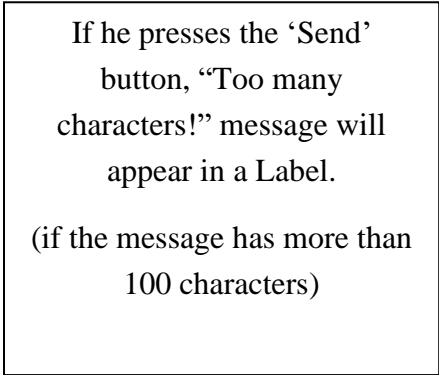 If he presses the ‘Send’
button, “Too many
characters!” message will
appear in a Label.
(if the message has more than
100 characters)